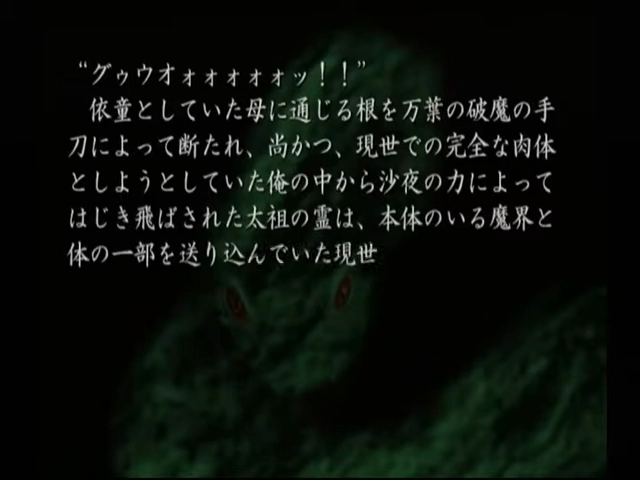 “グゥウオォォォォォッ！！”
　依童としていた母に通じる根を万葉の破魔の手
刀によって断たれ、尚かつ、現世での完全な肉体
としようとしていた俺の中から沙夜の力によって
はじき飛ばされた太祖の霊は、本体のいる魔界と
体の一部を送り込んでいた現世